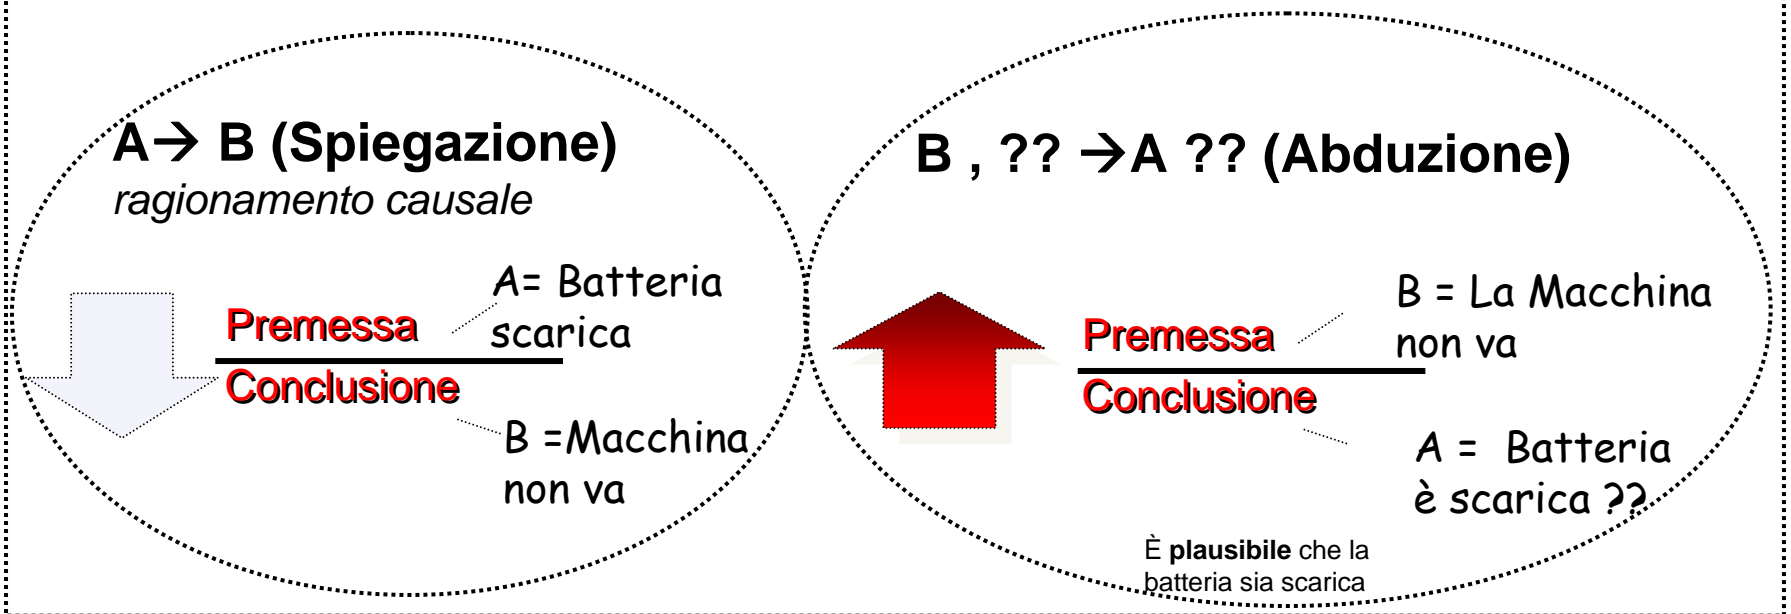 A→ B (Spiegazione)
ragionamento causale
A= Batteria
scarica
Premessa
Conclusione
B =Macchina
non va
B , ?? →A ?? (Abduzione)
B = La Macchina
non va
Premessa
Conclusione
A = Batteria
è scarica ??
È plausibile che la
batteria sia scarica